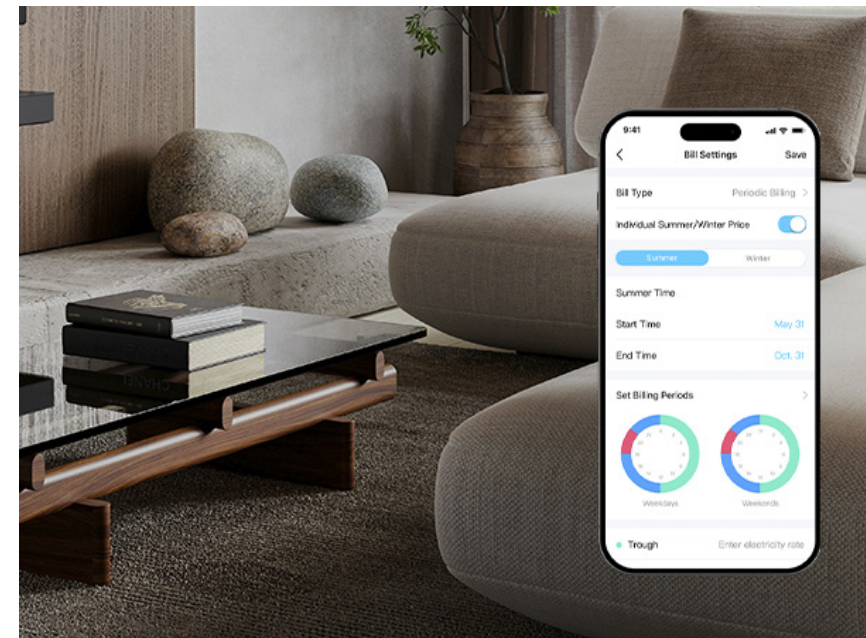 9:41
Bill Settings
Save
Bill Type
Periodic Billing
Individual Summer/Winter Price
Summer
Winter
Summer Time
Start Time
May 31
End Time
Oct. 31
Set Billing Periods
Weekdays
Weekends
Trough
Enter electricity rate
CHANEL